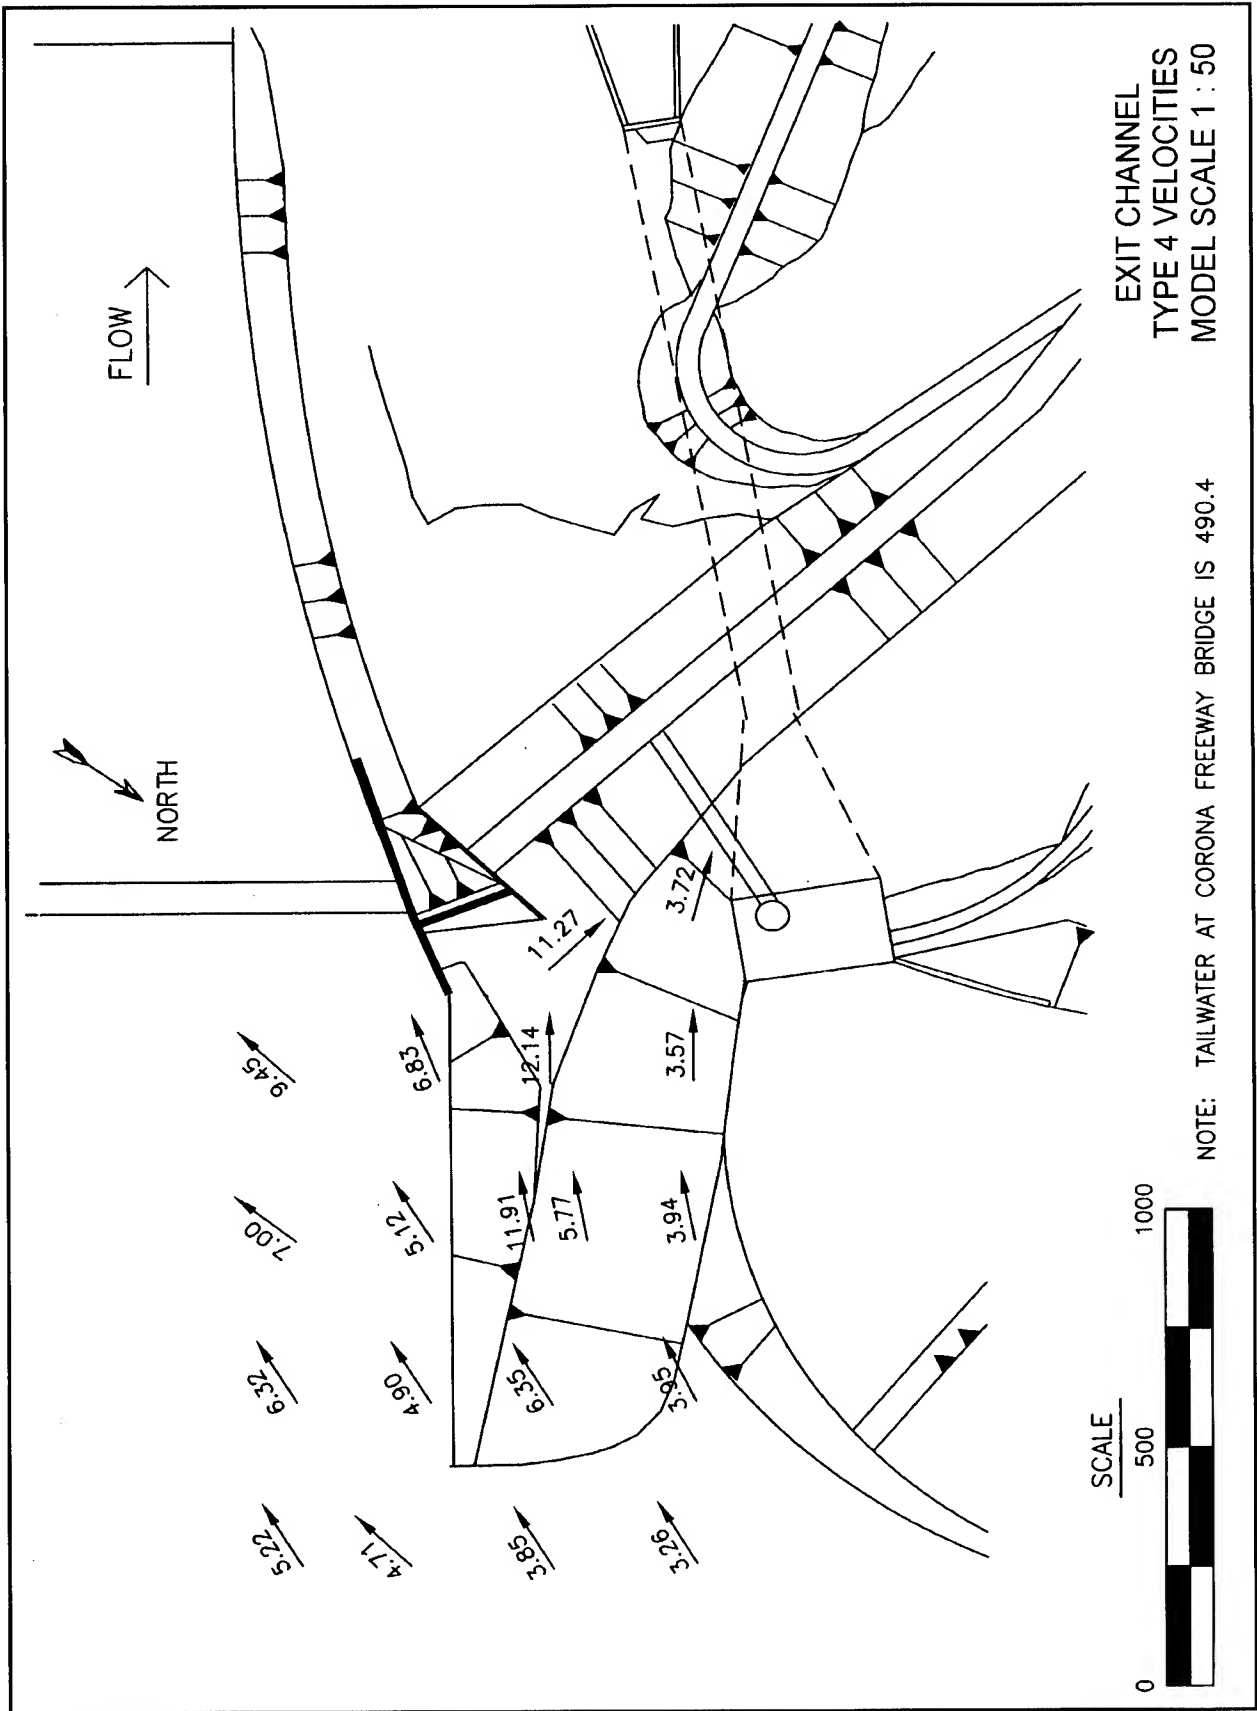 FLOW
NORTH
9.45
6.83
12.14
11.27
3.72
3.57
7.00
5.12
11.91
5.77
3.94
6.32
4.90
6.35
3.95
5.22
4.71
3.85
3.26
EXIT CHANNEL
TYPE 4 VELOCITIES
MODEL SCALE 1 : 50
NOTE: TAILWATER AT CORONA FREEWAY BRIDGE IS 490.4
SCALE
0 500 1000